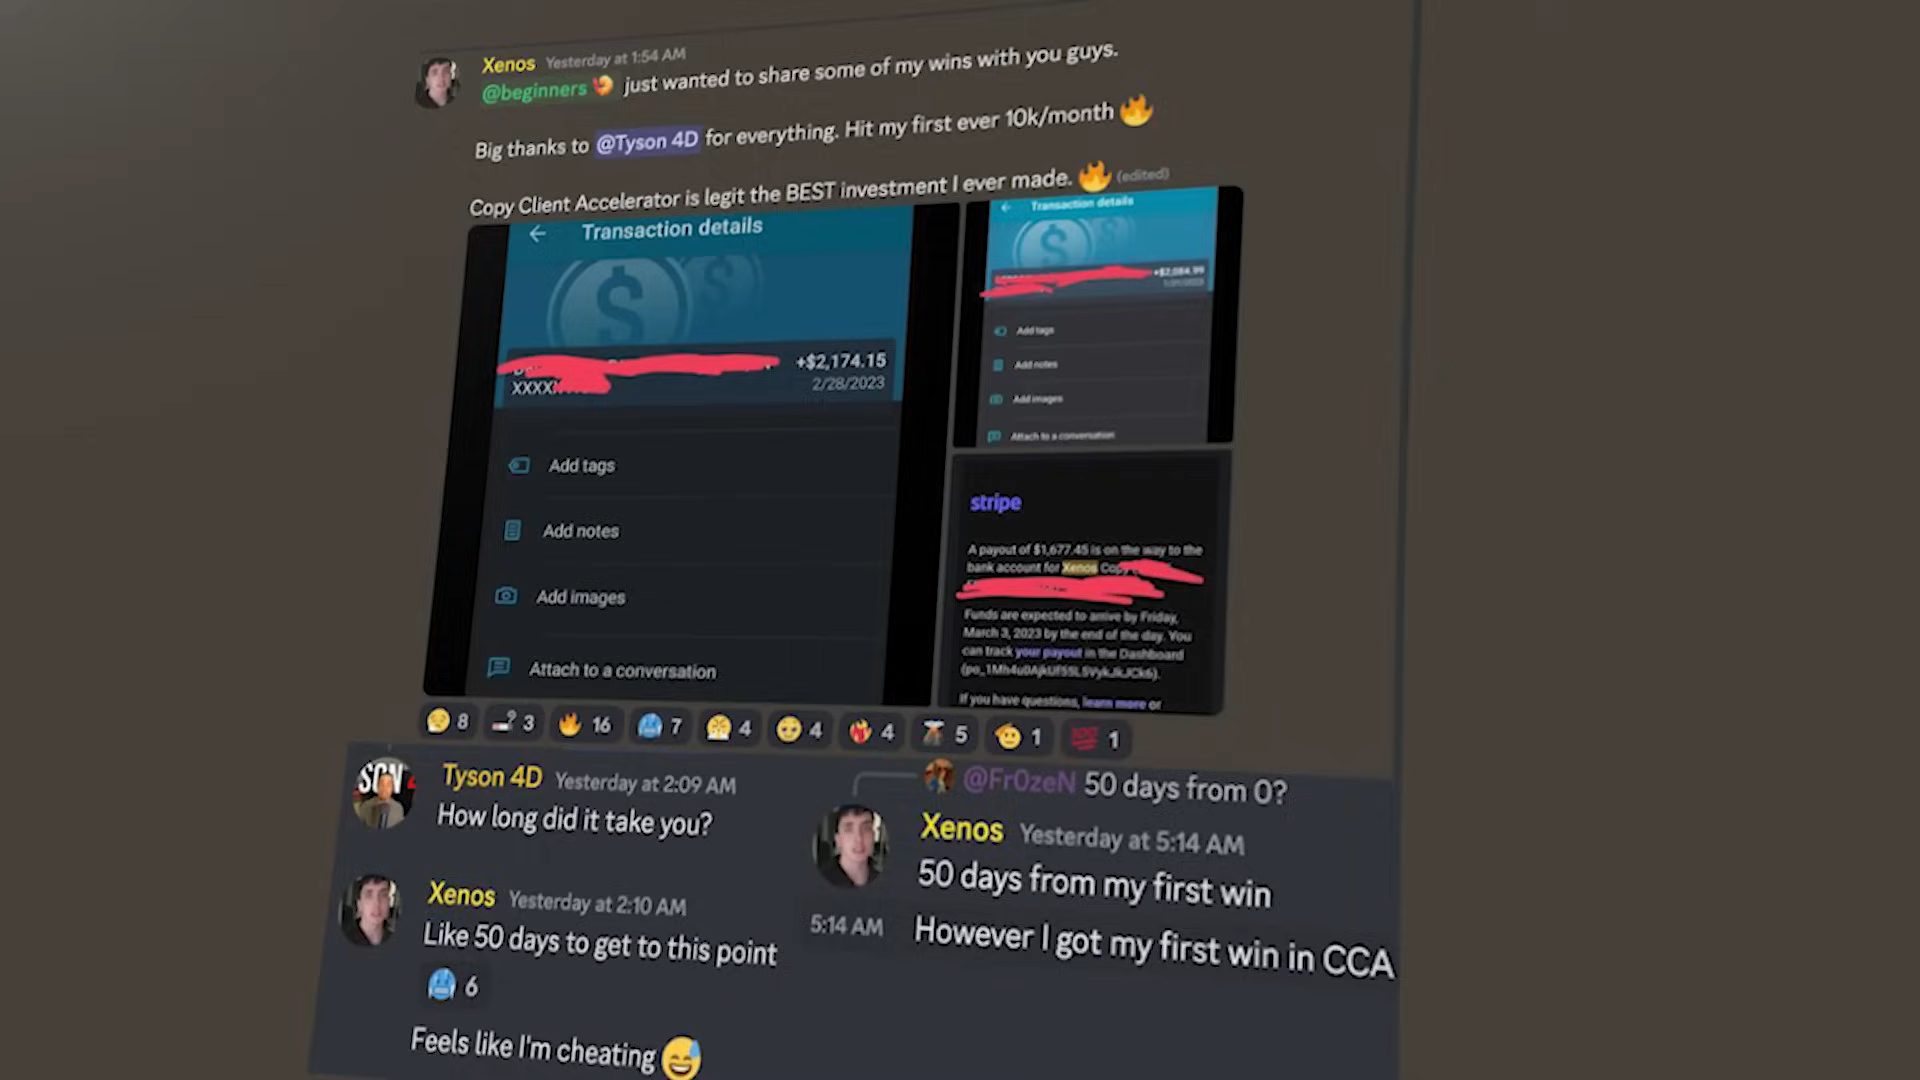 Xenos Yesterday at 1:54 AM
@beginners just wanted to share some of my wins with you guys.
Big thanks to @Tyson 4D for everything. Hit my first ever 10k/month
Copy Client Accelerator is legit the BEST investment I ever made. (edited)
Transaction details
+$2,174.15
XXXX
2/28/2023
Add tags
Add notes
Add images
Attach to a conversation
Transaction details
+$2,084.99
Add tags
Add notes
Add images
Attach to a conversation
stripe
A payout of $1,677.45 is on the way to the
bank account for Xenos Copy
Funds are expected to arrive by Friday,
March 3, 2023 by the end of the day. You
can track your payout in the Dashboard
If you have questions, learn more or
8 3 16 7 4 4 4 5 1 1
Tyson 4D Yesterday at 2:09 AM
How long did it take you?
Xenos Yesterday at 2:10 AM
Like 50 days to get to this point
6
Feels like I'm cheating
@Fr0zeN 50 days from 0?
Xenos Yesterday at 5:14 AM
50 days from my first win
5:14 AM However I got my first win in CCA